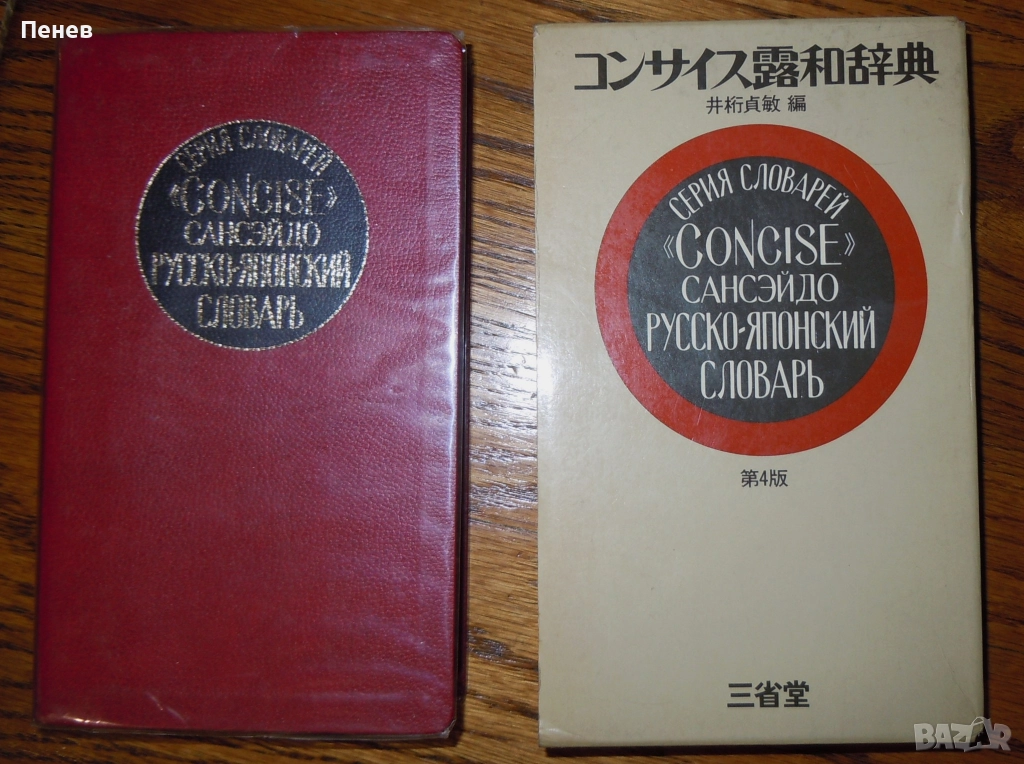 Пенев
СЕРИЯ СЛОВАРЕЙ
«CONCISE»
САНСЭЙДО
РУССКО-ЯПОНСКИЙ
СЛОВАРЬ
コンサイス露和辞典
井桁貞敏 編
СЕРИЯ СЛОВАРЕЙ
«CONCISE»
САНСЭЙДО
РУССКО-ЯПОНСКИЙ
СЛОВАРЬ
第4版
三省堂
BAZAR